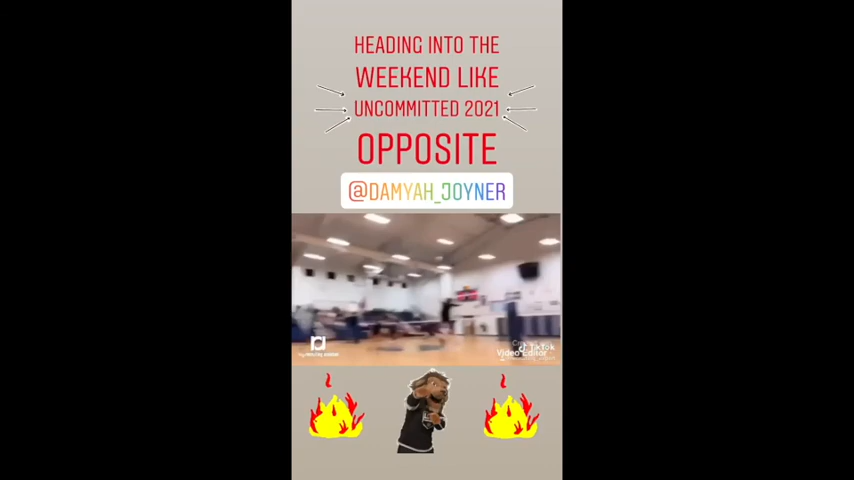 HEADING INTO THE
WEEKEND LIKE
UNCOMMITTED 2021
OPPOSITE
@DAMYAH_JOYNER
TikTok
Video Editor